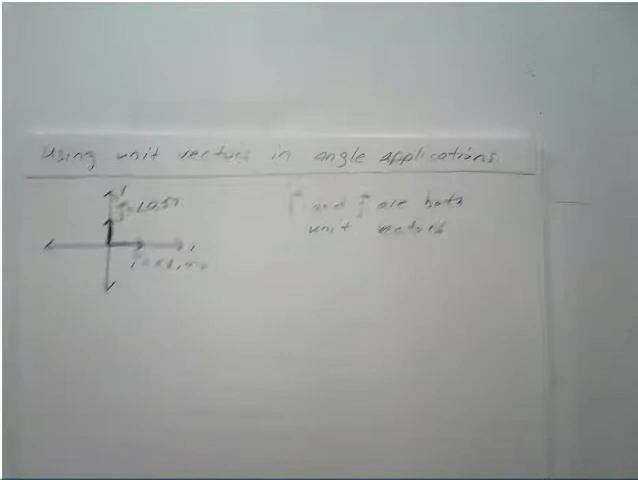 Using unit vectors in angle applications.
y
x
i and j are both
unit vectors